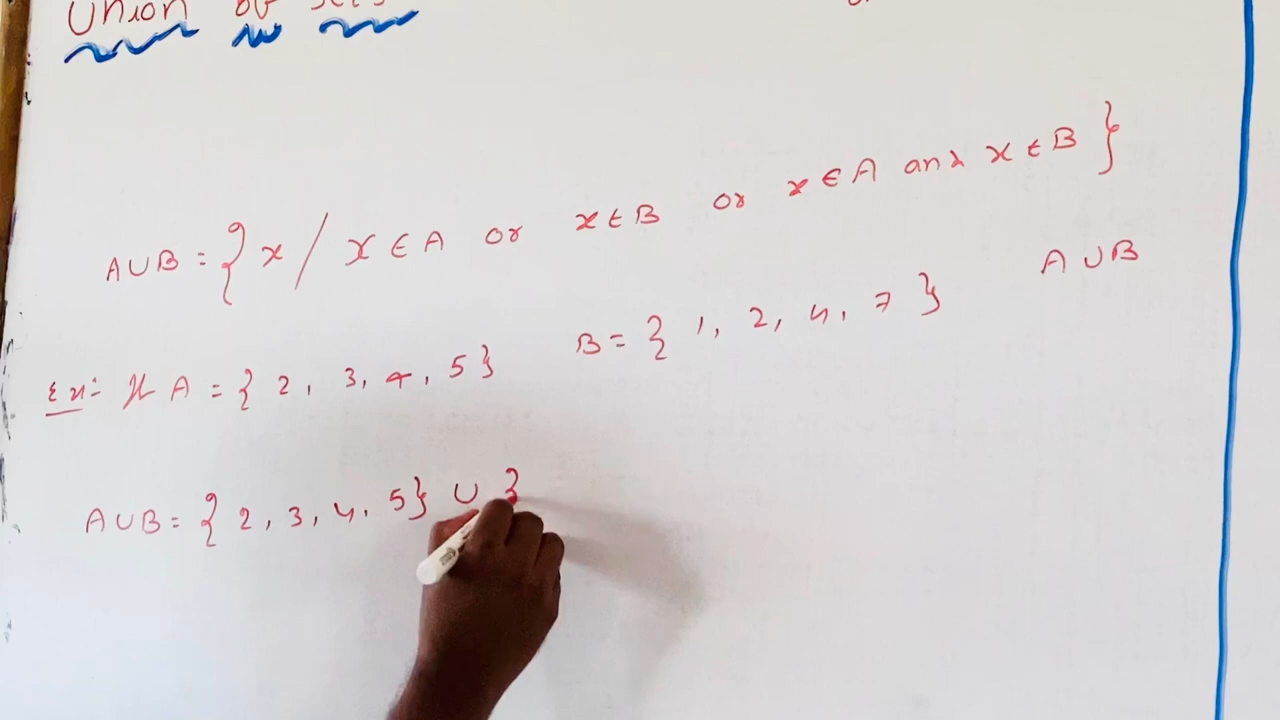 Union of sets
A∪B = { x / x ∈ A or x ∈ B or x ∈ A and x ∈ B }
Ex:- If A = { 2, 3, 4, 5 } B = { 1, 2, 4, 7 } A∪B
A∪B = { 2, 3, 4, 5 } ∪ {